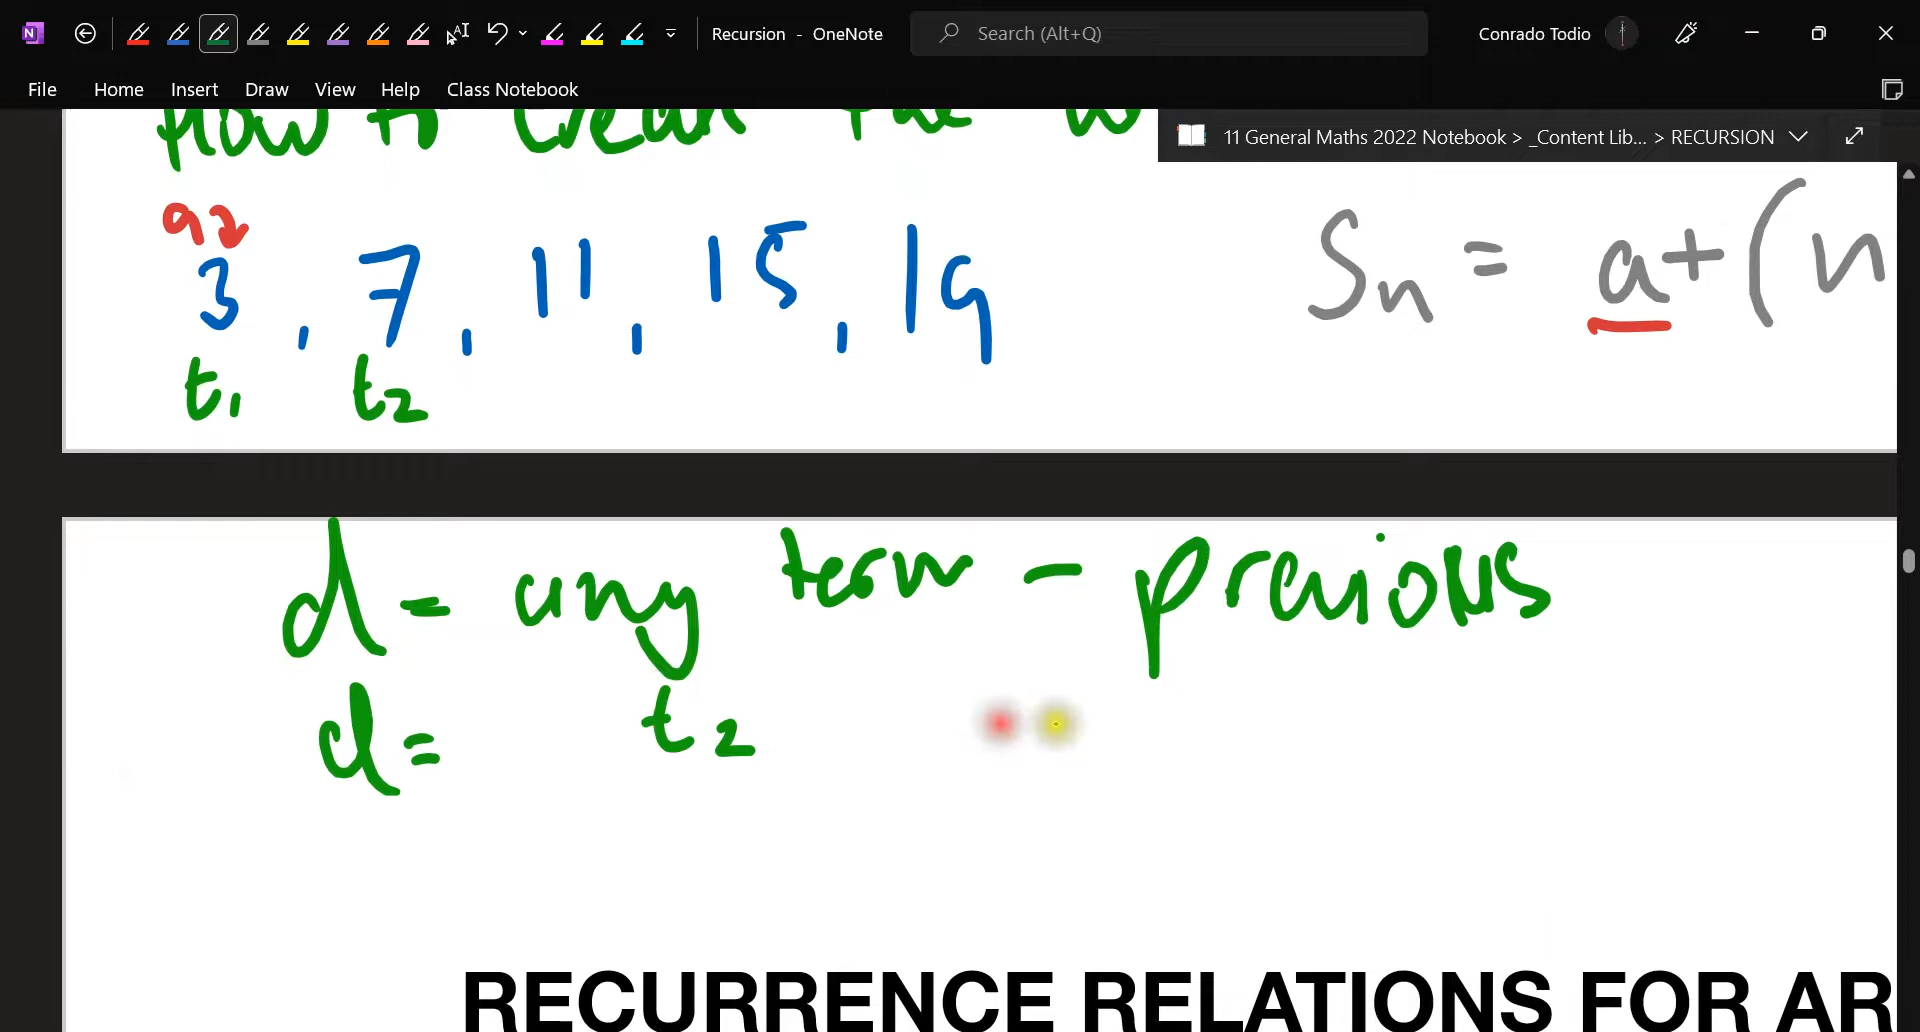 Recursion - OneNote
Search (Alt+Q)
Conrado Todio
File Home Insert Draw View Help Class Notebook
11 General Maths 2022 Notebook > _Content Lib... > RECURSION
How to
a
3, 7, 11, 15, 19
t₁ t₂
Sn = a+(n
d = any term - previous
d = t₂
RECURRENCE RELATIONS FOR AR